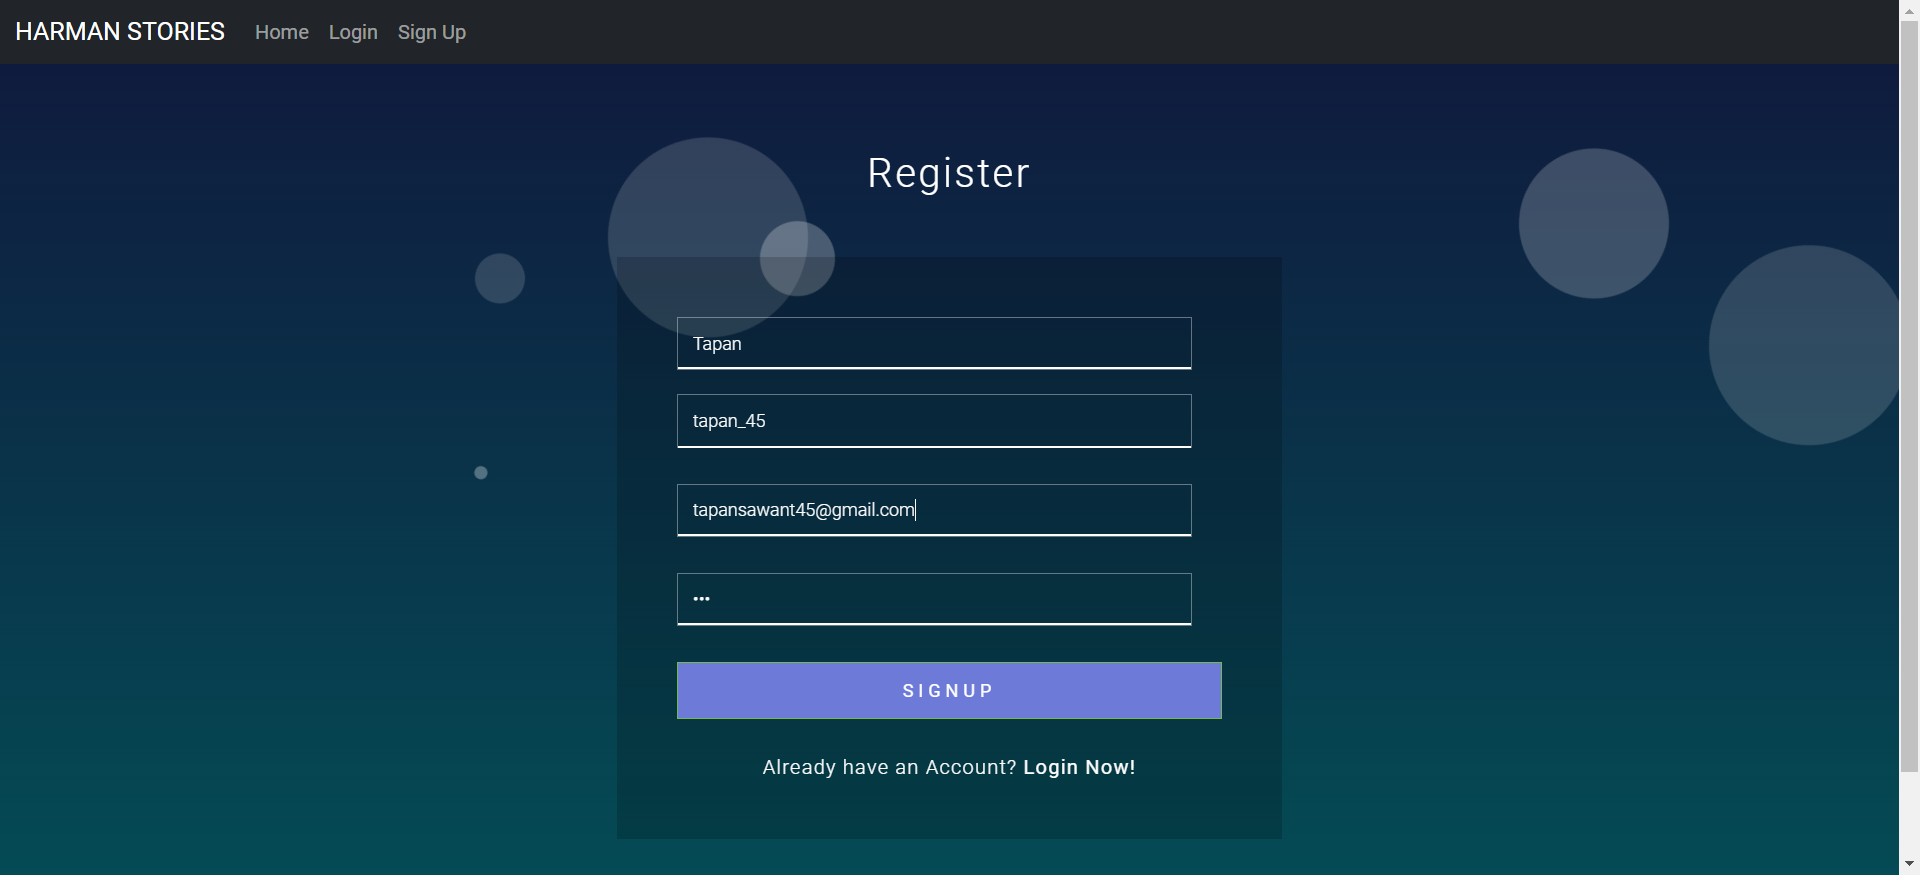 HARMAN STORIES Home Login Sign Up
Register
Tapan
tapan_45
tapansawant45@gmail.com
•••
SIGNUP
Already have an Account? Login Now!